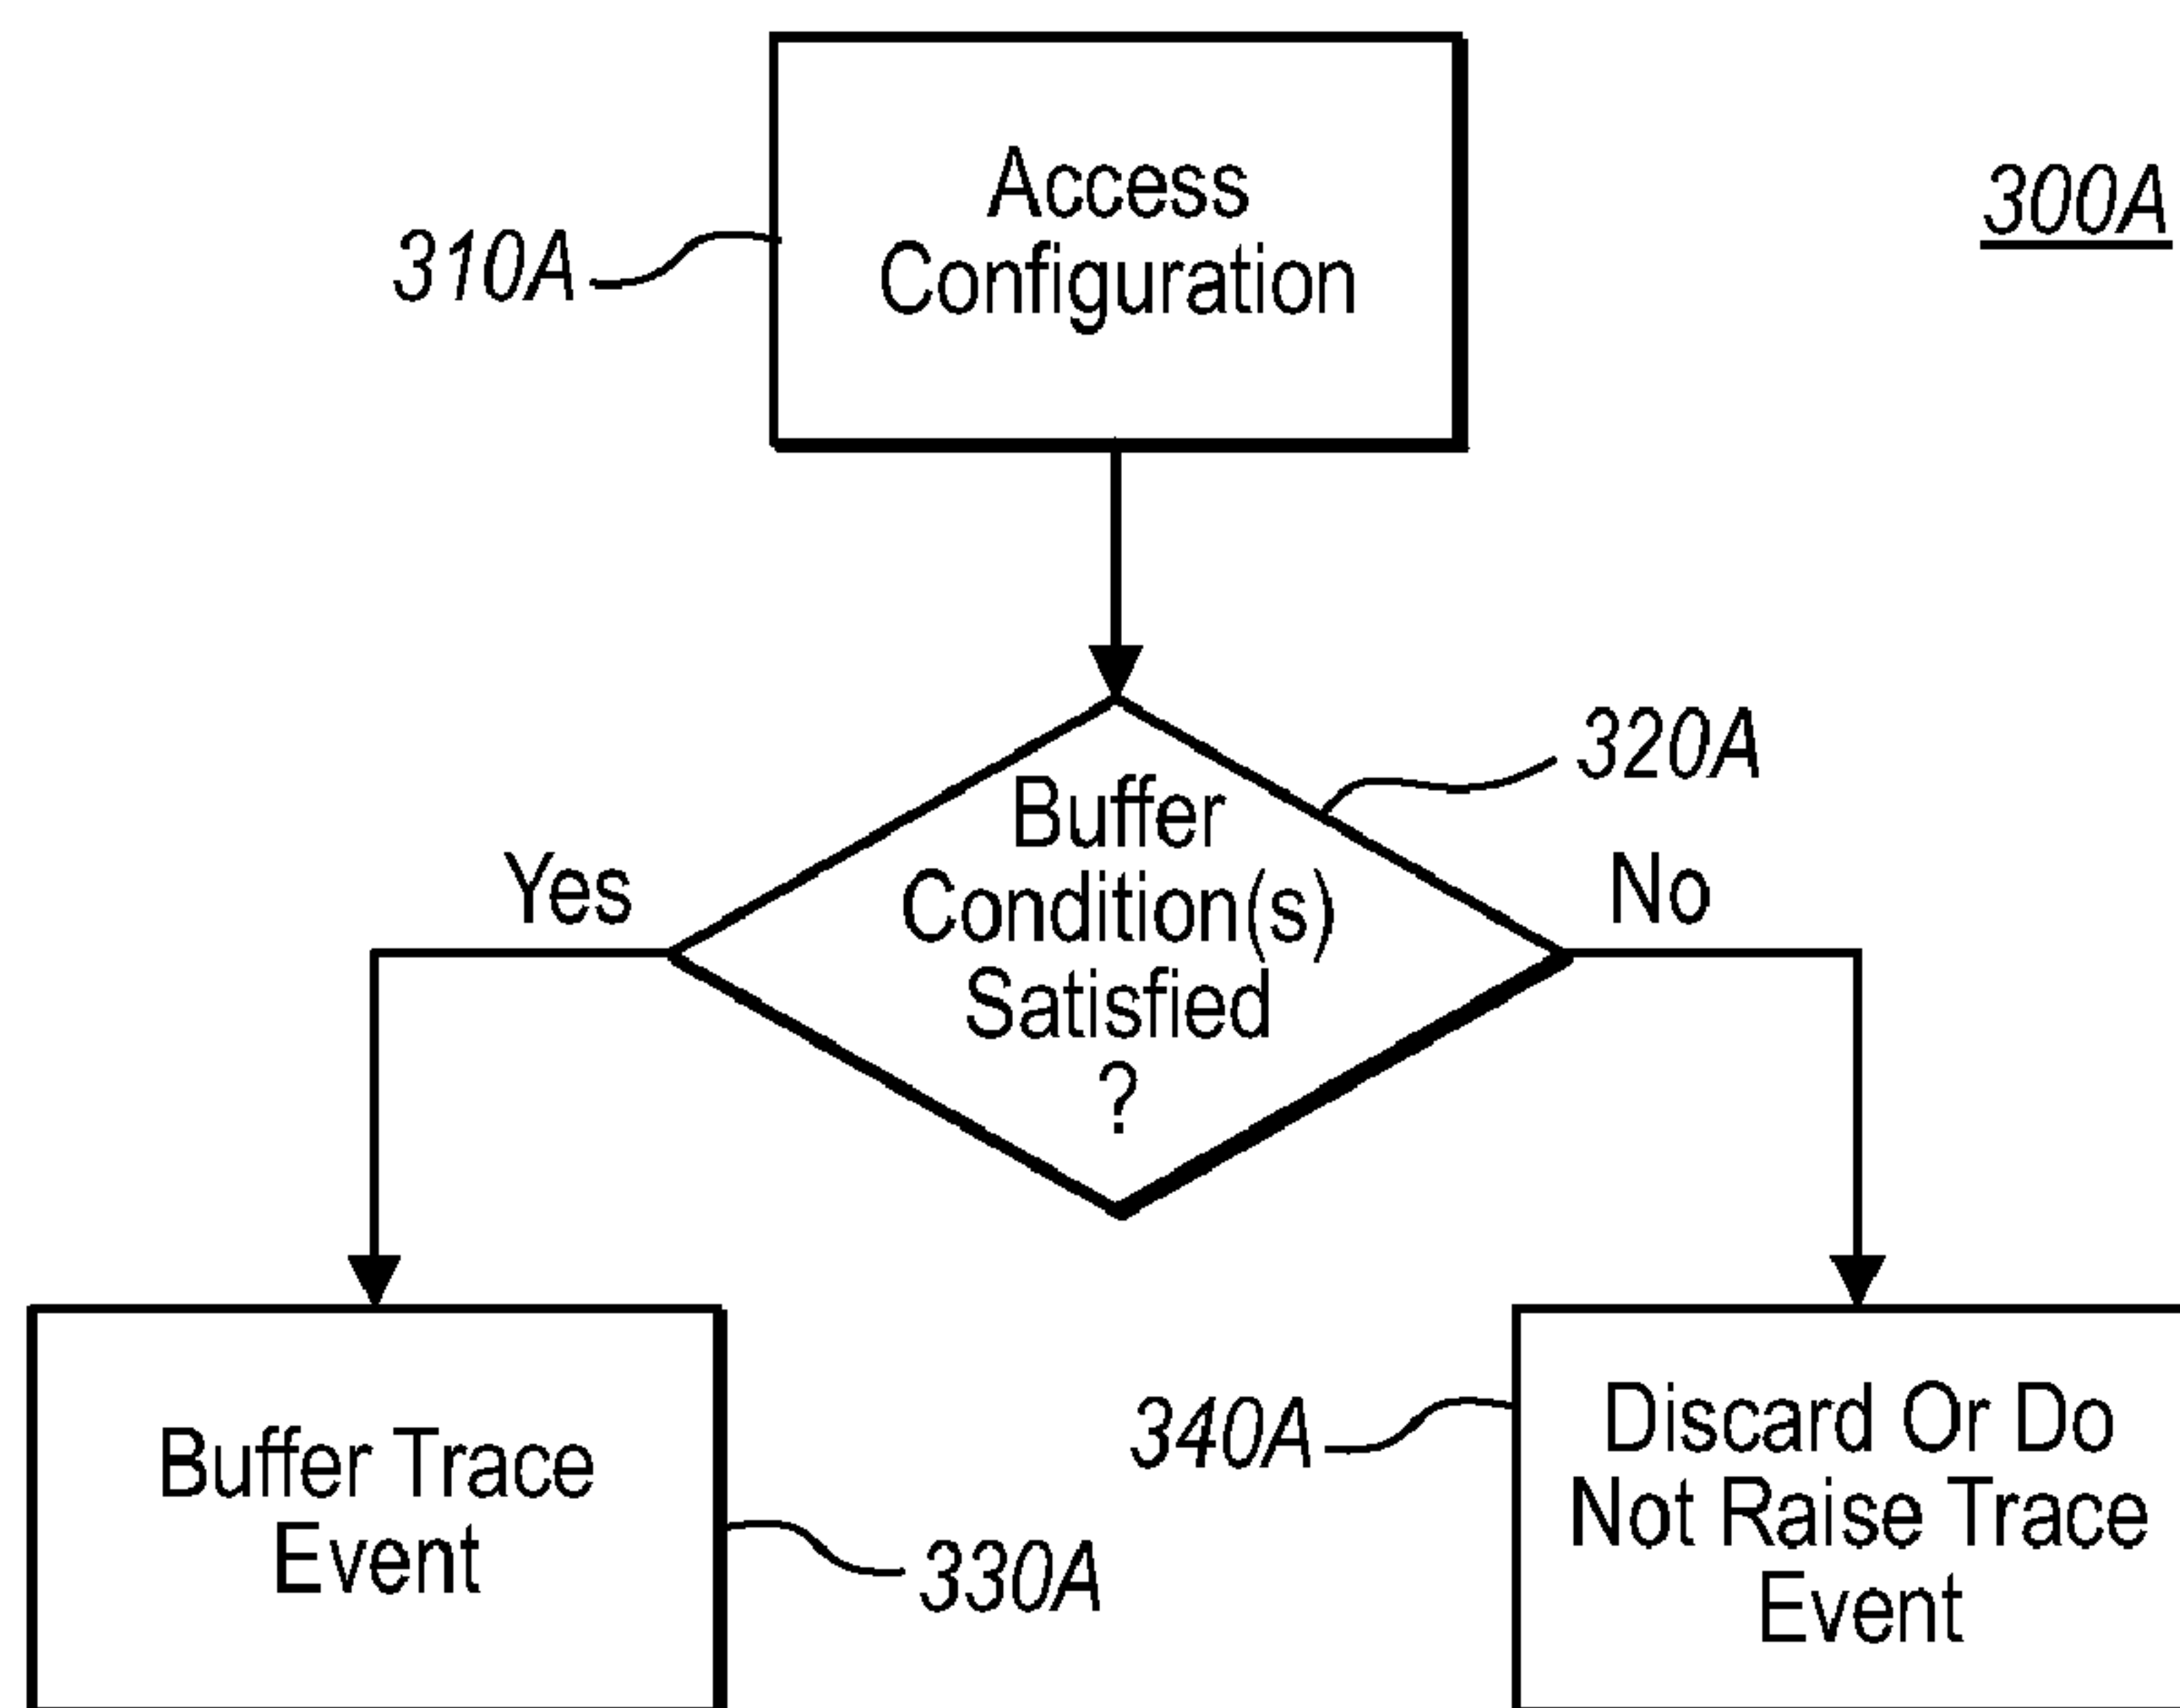 Access
Configuration
300A
310A
320A
Buffer
Condition(s)
Satisfied
?
Yes
No
Buffer Trace
Event
330A
340A
Discard Or Do
Not Raise Trace
Event